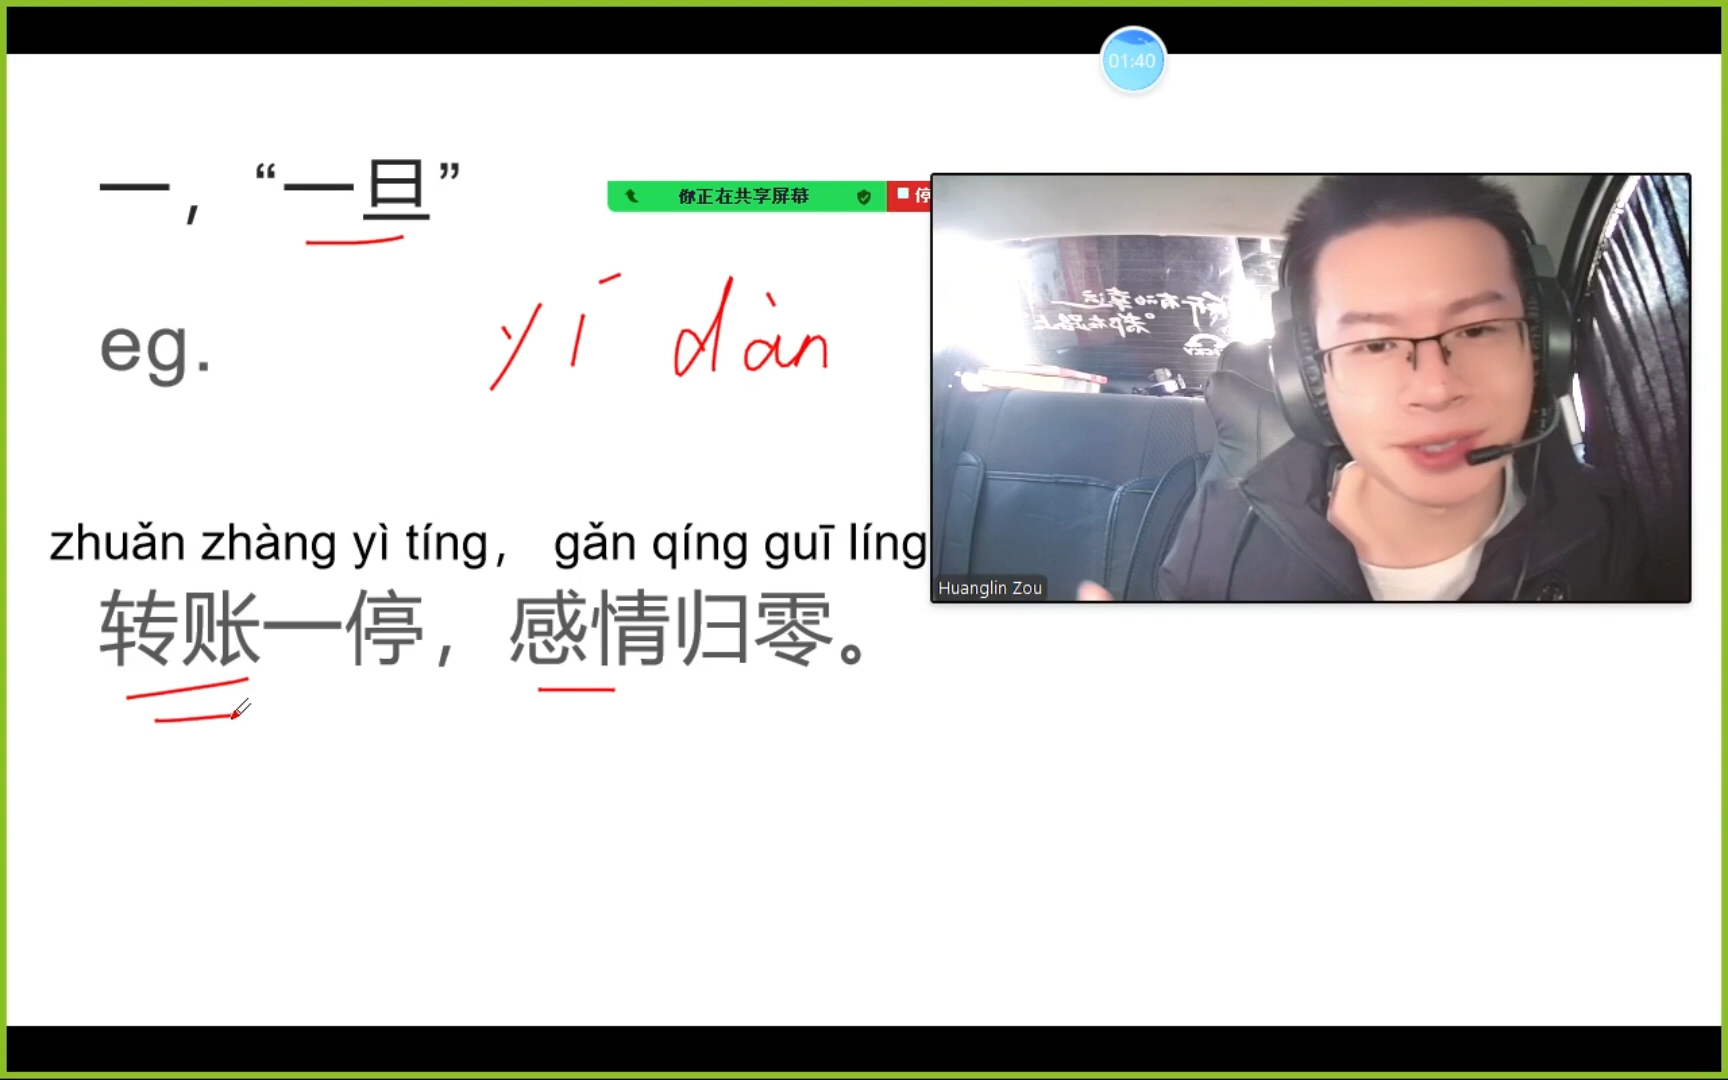 01:40
一，“一旦”
你正在共享屏幕
停
eg.
yí dàn
zhuǎn zhàng yì tíng， gǎn qíng guī líng
转账一停，感情归零。
Huanglin Zou